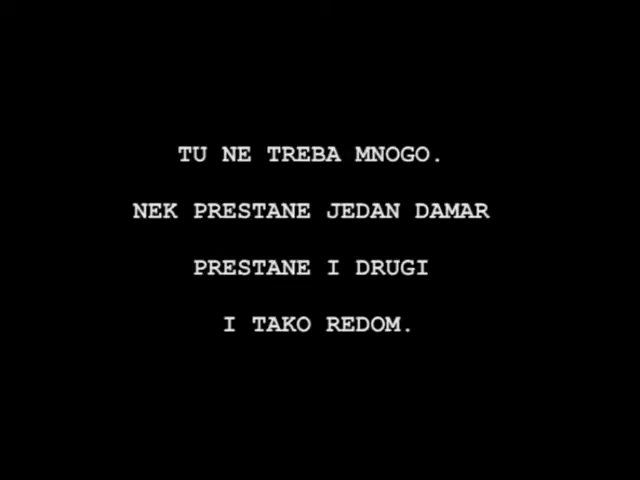 TU NE TREBA MNOGO.
NEK PRESTANE JEDAN DAMAR
PRESTANE I DRUGI
I TAKO REDOM.